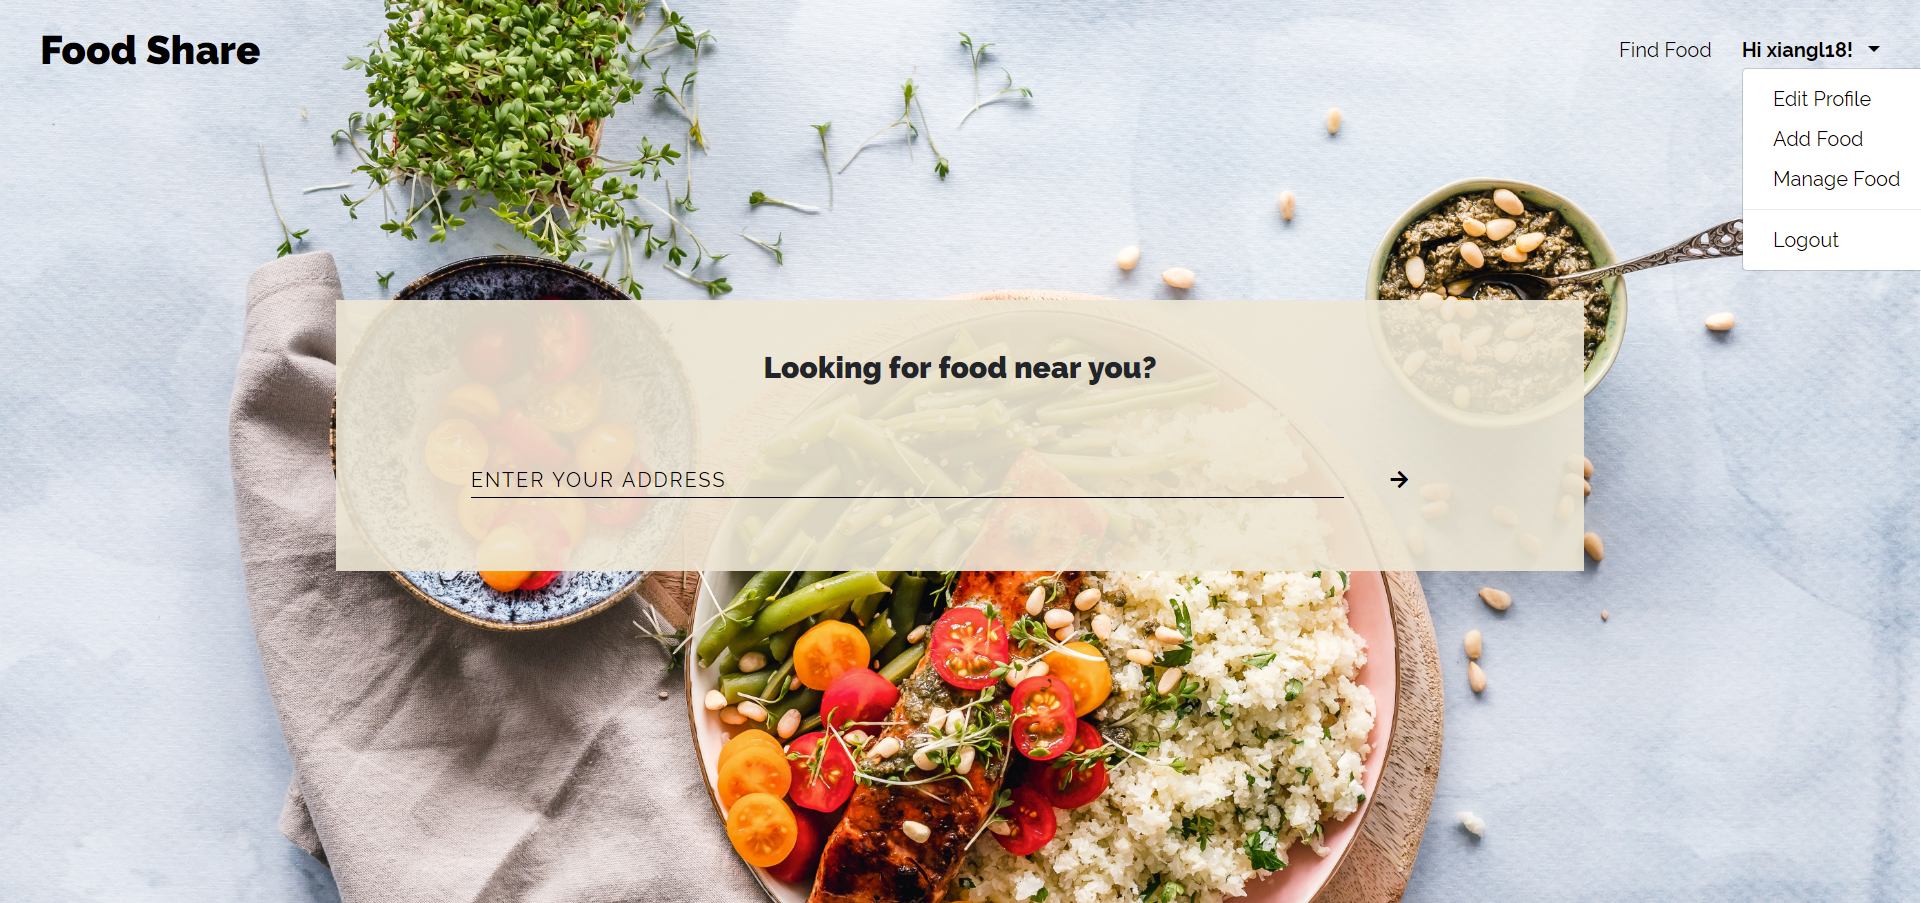 Food Share
Find Food
Hi xiangl18!
Edit Profile
Add Food
Manage Food
Logout
Looking for food near you?
ENTER YOUR ADDRESS